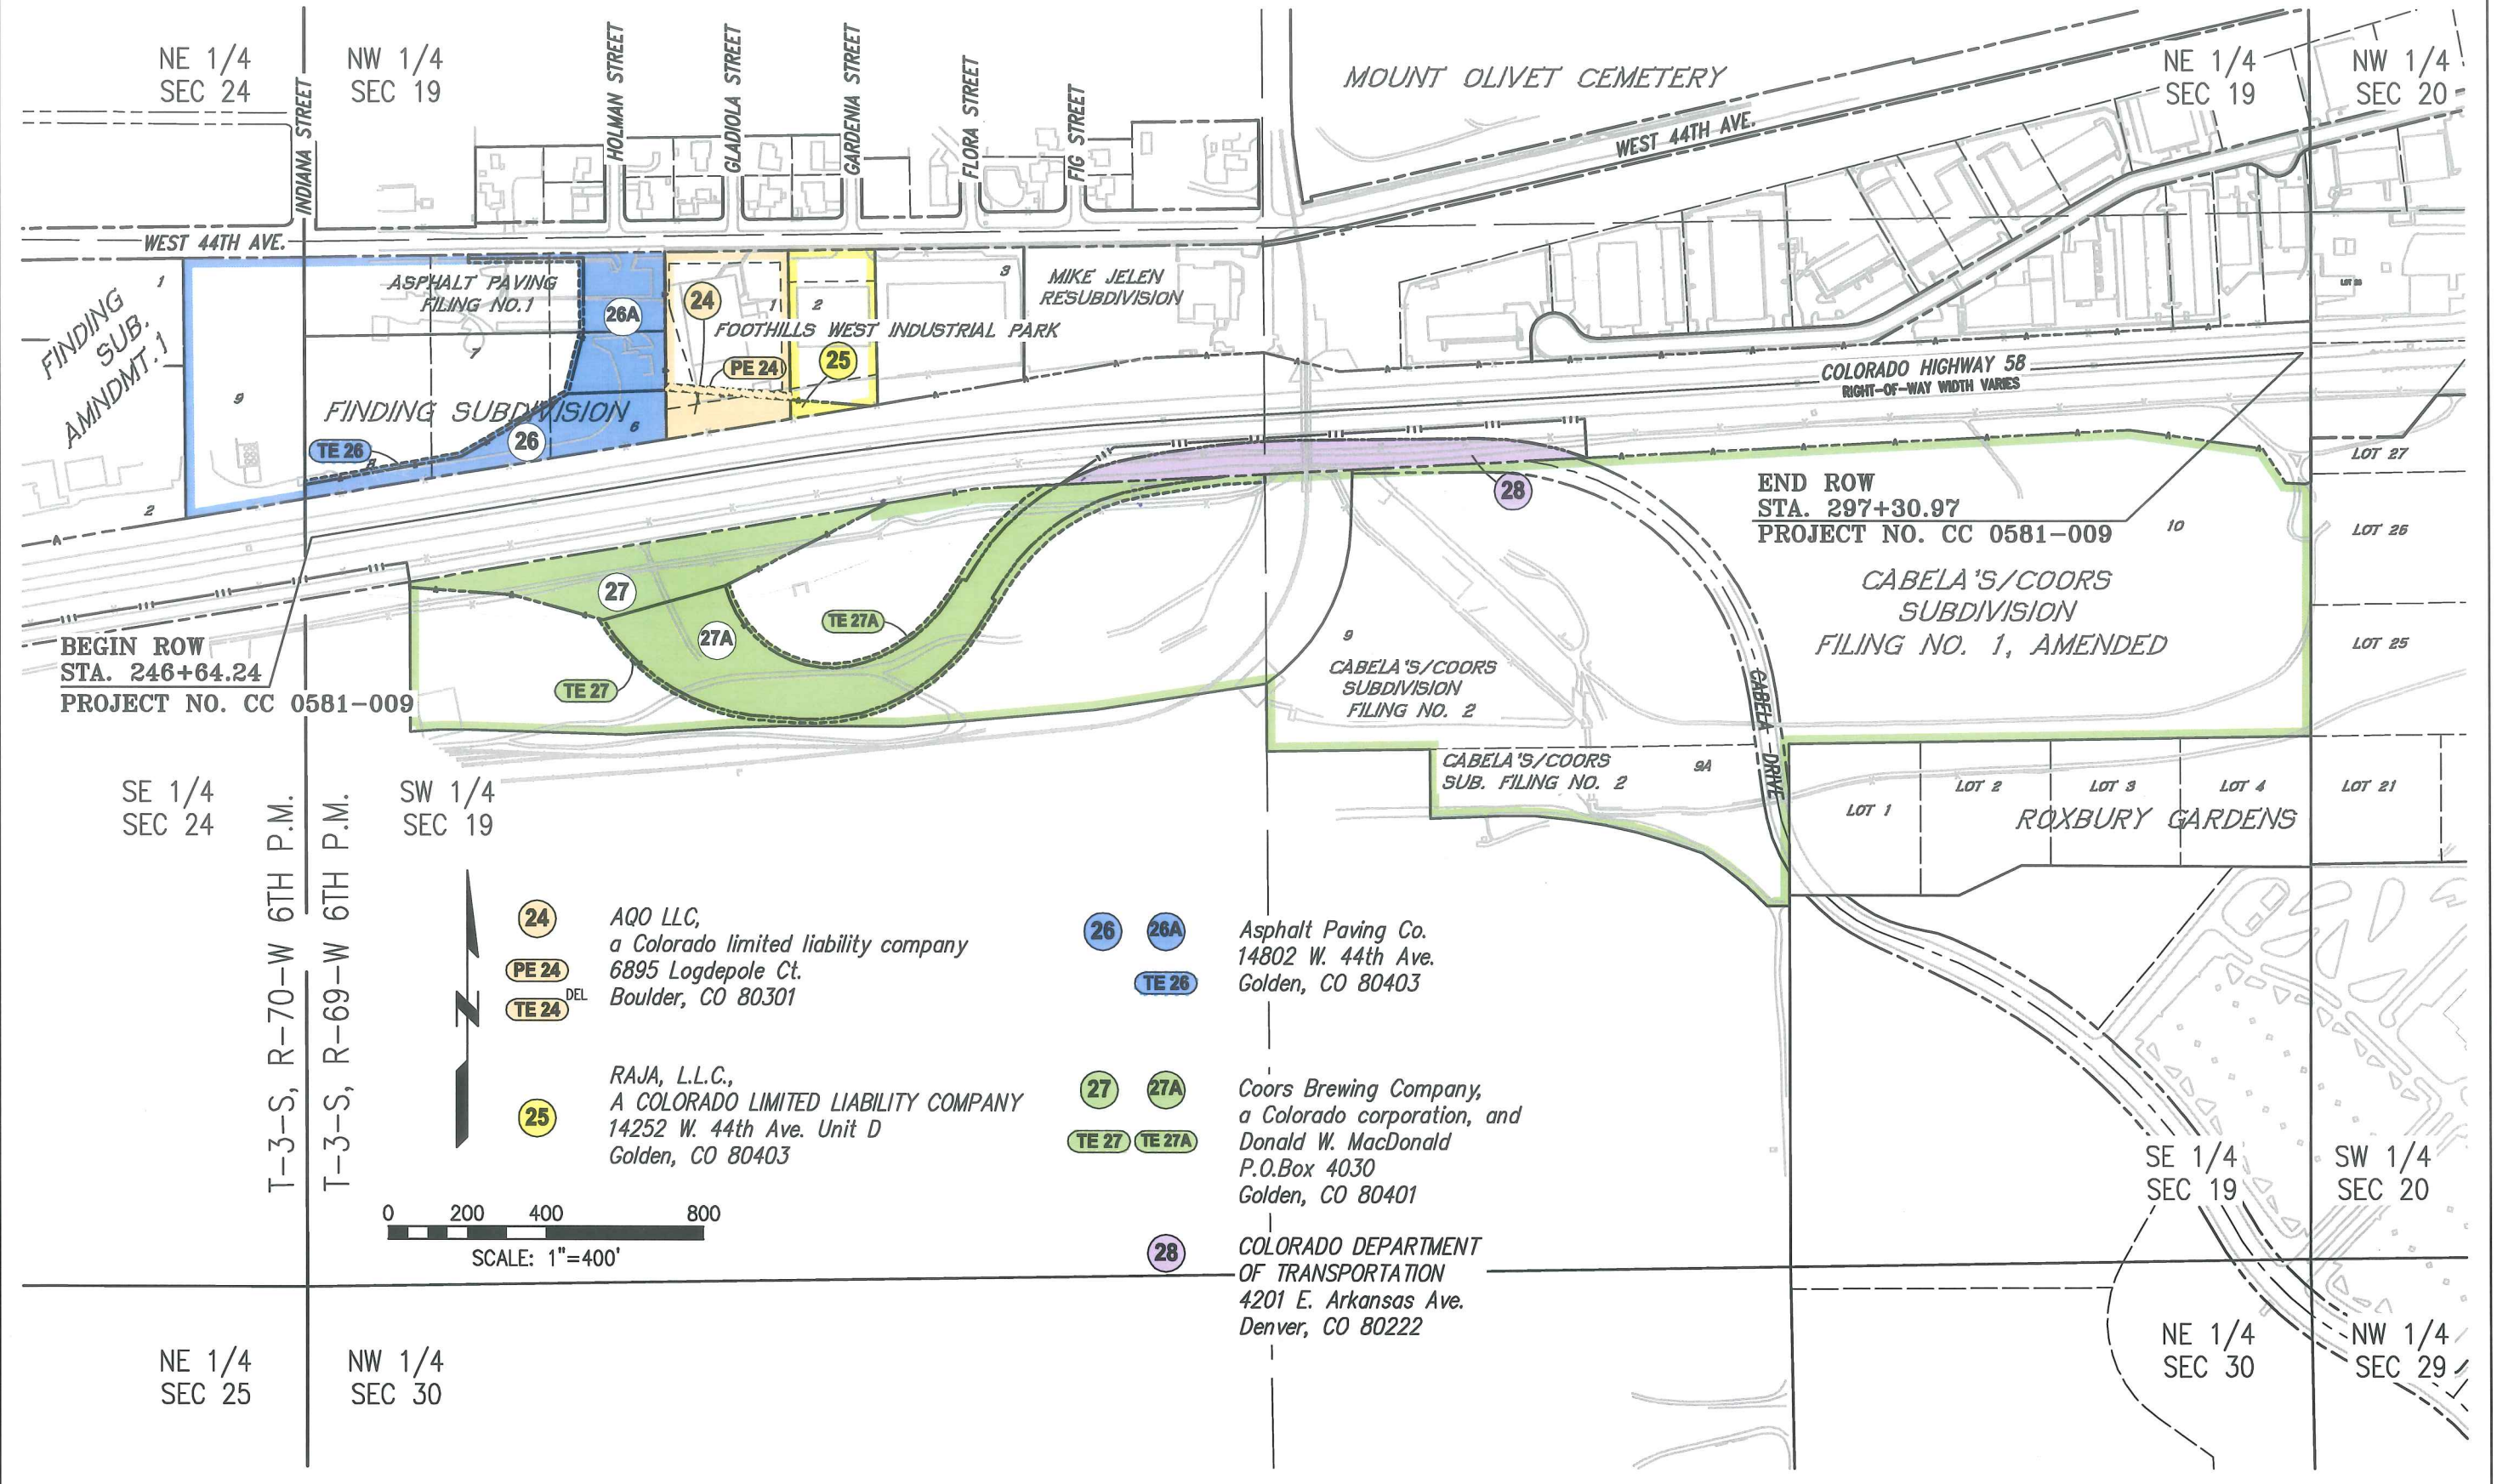 NE 1/4
SEC 24
NW 1/4
SEC 19
INDIANA STREET
HOLMAN STREET
GLADIOLA STREET
GARDENIA STREET
FLORA STREET
FIG STREET
MOUNT OLIVET CEMETERY
WEST 44TH AVE.
NE 1/4
SEC 19
NW 1/4
SEC 20
WEST 44TH AVE.
FINDING
SUB.
AMNDMT.1
1
9
2
ASPHALT PAVING
FILING NO.1
7
26A
24
1
2
3
FOOTHILLS WEST INDUSTRIAL PARK
MIKE JELEN
RESUBDIVISION
PE 24
25
FINDING SUBDIVISION
6
TE 26
8
26
COLORADO HIGHWAY 58
RIGHT-OF-WAY WIDTH VARIES
28
END ROW
STA. 297+30.97
PROJECT NO. CC 0581-009
10
LOT 27
LOT 26
LOT 25
CABELA'S/COORS
SUBDIVISION
FILING NO. 1, AMENDED
27
27A
TE 27A
TE 27
BEGIN ROW
STA. 246+64.24
PROJECT NO. CC 0581-009
9
CABELA'S/COORS
SUBDIVISION
FILING NO. 2
CABELA DRIVE
CABELA'S/COORS
SUB. FILING NO. 2
9A
LOT 1
LOT 2
LOT 3
LOT 4
LOT 21
ROXBURY GARDENS
SE 1/4
SEC 24
SW 1/4
SEC 19
T-3-S, R-70-W 6TH P.M.
T-3-S, R-69-W 6TH P.M.
N
24
PE 24
TE 24 DEL
AQO LLC,
a Colorado limited liability company
6895 Logdepole Ct.
Boulder, CO 80301
25
RAJA, L.L.C.,
A COLORADO LIMITED LIABILITY COMPANY
14252 W. 44th Ave. Unit D
Golden, CO 80403
26 26A
TE 26
Asphalt Paving Co.
14802 W. 44th Ave.
Golden, CO 80403
27 27A
TE 27 TE 27A
Coors Brewing Company,
a Colorado corporation, and
Donald W. MacDonald
P.O.Box 4030
Golden, CO 80401
28
COLORADO DEPARTMENT
OF TRANSPORTATION
4201 E. Arkansas Ave.
Denver, CO 80222
0 200 400 800
SCALE: 1"=400'
SE 1/4
SEC 19
SW 1/4
SEC 20
NE 1/4
SEC 25
NW 1/4
SEC 30
NE 1/4
SEC 30
NW 1/4
SEC 29